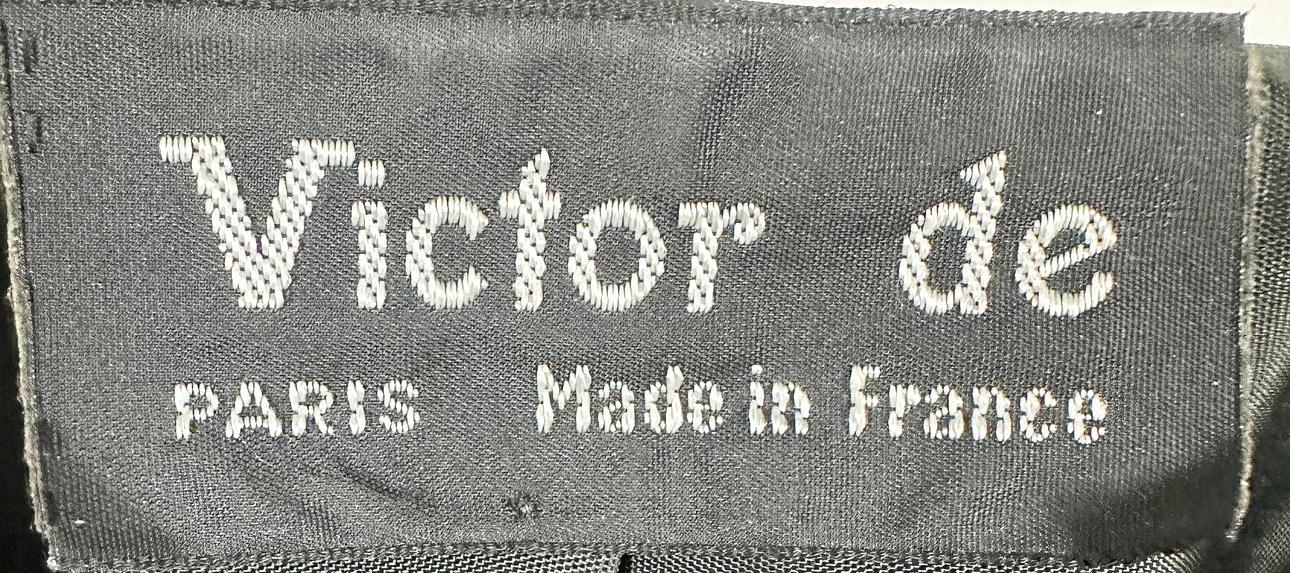 Victor de
PARIS Made in France